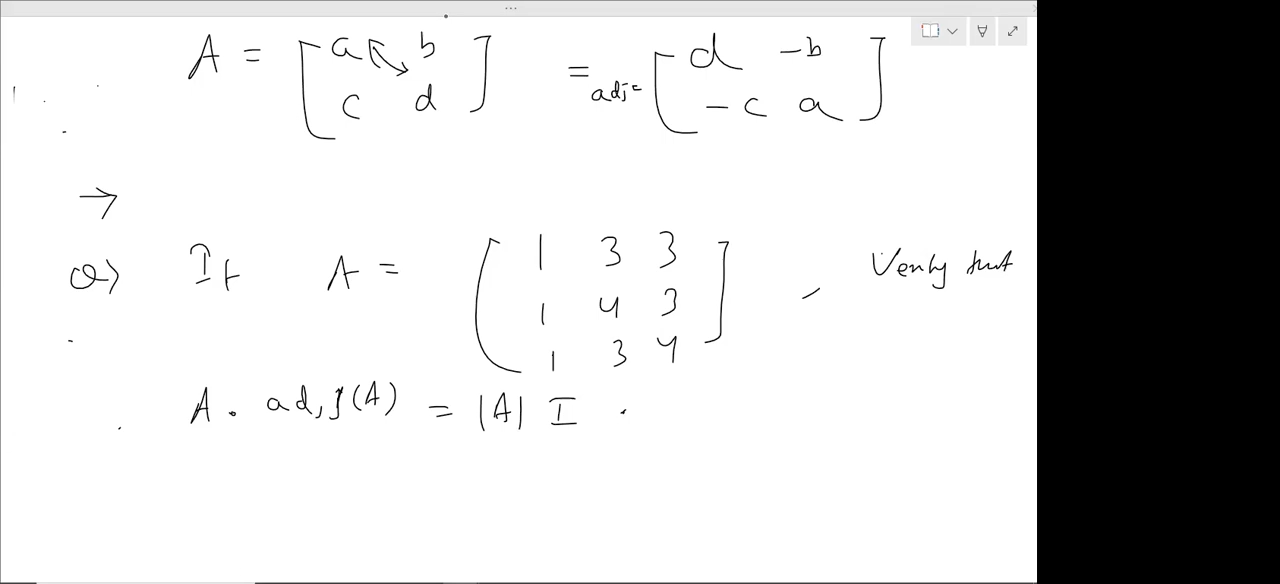 A = [ a b
c d ] = adj= [ d -b
-c a ]
→
Q) If A = [ 1 3 3
1 4 3
1 3 4 ] , Verify that
A . adj(A) = |A| I .